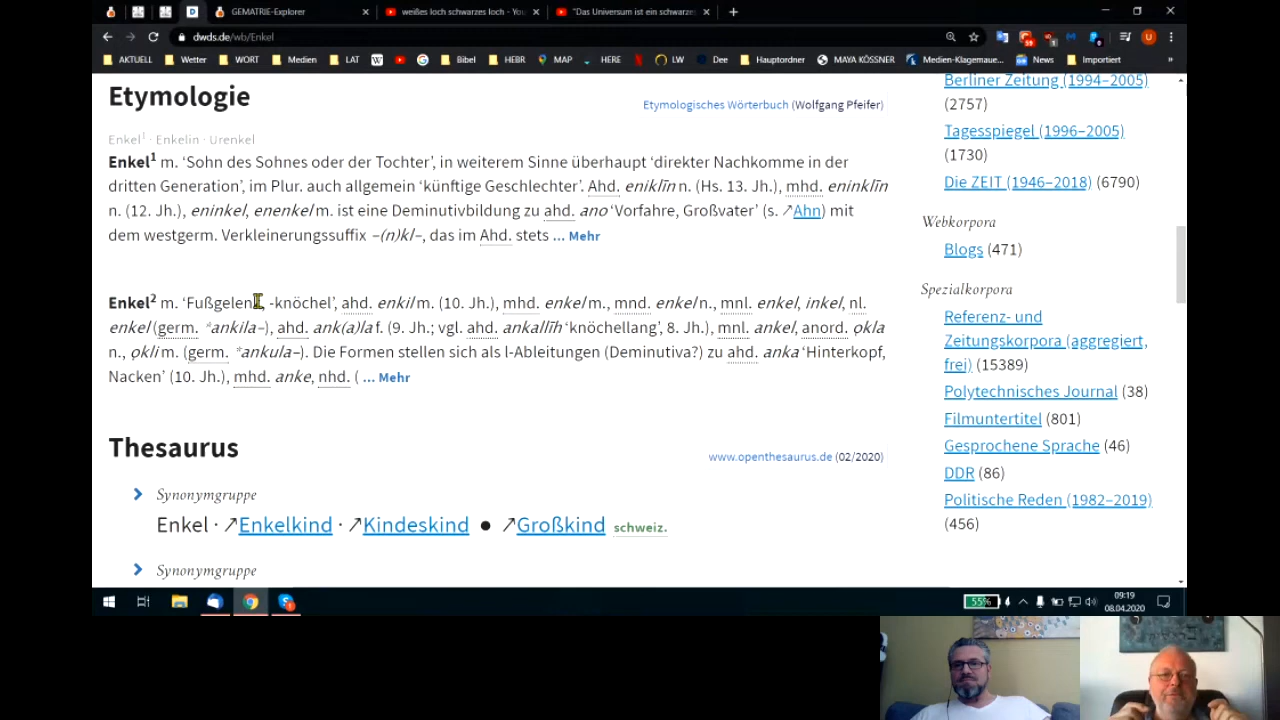 GEMATRIE-Explorer
weißes loch schwarzes loch - You
"Das Universum ist ein schwarze
dwds.de/wb/Enkel
AKTUELL Wetter WORT Medien LAT Bibel HEBR MAP HERE LW Dee Hauptordner MAYA KÖSSNER Medien-Klagemaue... News Importiert »
Etymologie
Etymologisches Wörterbuch (Wolfgang Pfeifer)
Enkel¹ · Enkelin · Urenkel
Enkel¹ m. ‘Sohn des Sohnes oder der Tochter’, in weiterem Sinne überhaupt ‘direkter Nachkomme in der
dritten Generation’, im Plur. auch allgemein ‘künftige Geschlechter’. Ahd. eniklīn n. (Hs. 13. Jh.), mhd. eninklīn
n. (12. Jh.), eninkel, enenkel m. ist eine Deminutivbildung zu ahd. ano ‘Vorfahre, Großvater’ (s. ↗Ahn) mit
dem westgerm. Verkleinerungssuffix –(n)kl–, das im Ahd. stets ... Mehr
Enkel² m. ‘Fußgelenk, -knöchel’, ahd. enkil m. (10. Jh.), mhd. enkel m., mnd. enkel n., mnl. enkel, inkel, nl.
enkel (germ. *ankila–), ahd. ank(a)la f. (9. Jh.; vgl. ahd. ankallīh ‘knöchellang’, 8. Jh.), mnl. ankel, anord. ǫkla
n., ǫkli m. (germ. *ankula–). Die Formen stellen sich als l-Ableitungen (Deminutiva?) zu ahd. anka ‘Hinterkopf,
Nacken’ (10. Jh.), mhd. anke, nhd. ( ... Mehr
Thesaurus
www.openthesaurus.de (02/2020)
Synonymgruppe
Enkel · ↗Enkelkind · ↗Kindeskind ● ↗Großkind schweiz.
Synonymgruppe
Berliner Zeitung (1994–2005)
(2757)
Tagesspiegel (1996–2005)
(1730)
Die ZEIT (1946–2018) (6790)
Webkorpora
Blogs (471)
Spezialkorpora
Referenz- und
Zeitungskorpora (aggregiert,
frei) (15389)
Polytechnisches Journal (38)
Filmuntertitel (801)
Gesprochene Sprache (46)
DDR (86)
Politische Reden (1982–2019)
(456)
55%
09:19
08.04.2020